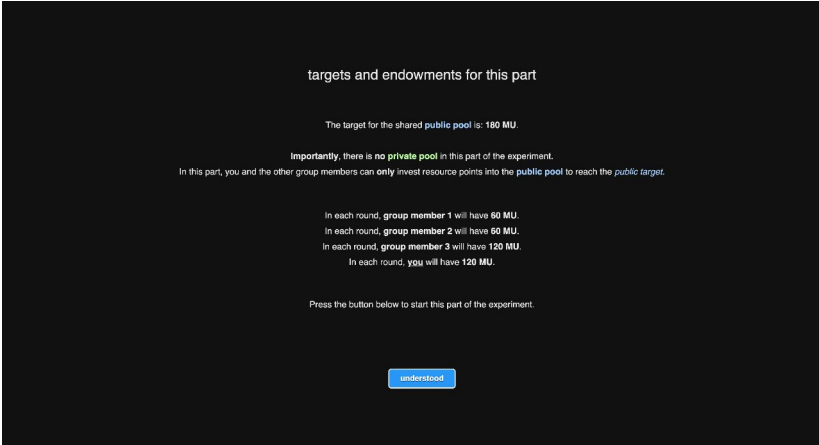 targets and endowments for this part
The target for the shared public pool is: 180 MU.
Importantly, there is no private pool in this part of the experiment.
In this part, you and the other group members can only invest resource points into the public pool to reach the public target.
In each round, group member 1 will have 60 MU.
In each round, group member 2 will have 60 MU.
In each round, group member 3 will have 120 MU.
In each round, you will have 120 MU.
Press the button below to start this part of the experiment.
understood